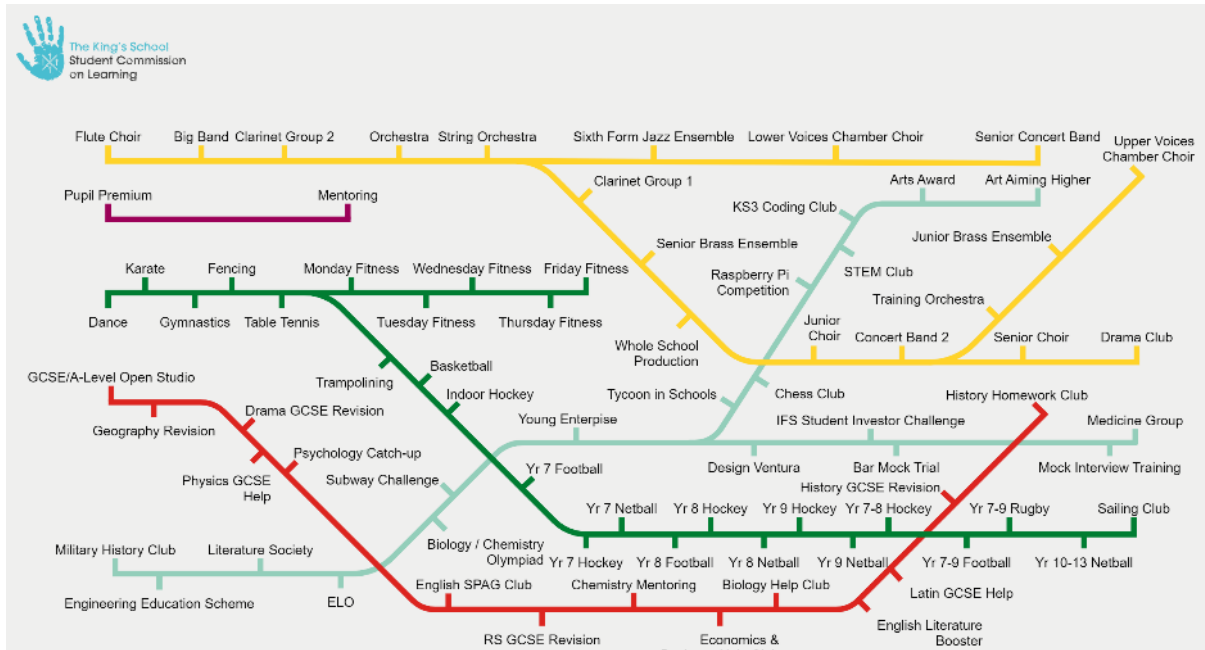 The King's School
Student Commission
on Learning
Flute Choir
Big Band
Clarinet Group 2
Orchestra
String Orchestra
Sixth Form Jazz Ensemble
Lower Voices Chamber Choir
Senior Concert Band
Upper Voices
Chamber Choir
Clarinet Group 1
Arts Award
Art Aiming Higher
Pupil Premium
Mentoring
KS3 Coding Club
Senior Brass Ensemble
Junior Brass Ensemble
Karate
Fencing
Monday Fitness
Wednesday Fitness
Friday Fitness
Raspberry Pi
Competition
STEM Club
Training Orchestra
Dance
Gymnastics
Table Tennis
Tuesday Fitness
Thursday Fitness
Whole School
Production
Junior
Choir
Concert Band 2
Senior Choir
Drama Club
GCSE/A-Level Open Studio
Trampolining
Basketball
Indoor Hockey
Tycoon in Schools
Chess Club
History Homework Club
Geography Revision
Drama GCSE Revision
Young Enterpise
IFS Student Investor Challenge
Medicine Group
Psychology Catch-up
Physics GCSE
Help
Subway Challenge
Yr 7 Football
Design Ventura
Bar Mock Trial
Mock Interview Training
History GCSE Revision
Yr 7 Netball
Yr 8 Hockey
Yr 9 Hockey
Yr 7-8 Hockey
Yr 7-9 Rugby
Sailing Club
Military History Club
Literature Society
Biology / Chemistry
Olympiad
Yr 7 Hockey
Yr 8 Football
Yr 8 Netball
Yr 9 Netball
Yr 7-9 Football
Yr 10-13 Netball
Engineering Education Scheme
ELO
English SPAG Club
Chemistry Mentoring
Biology Help Club
Latin GCSE Help
RS GCSE Revision
Economics &
English Literature
Booster